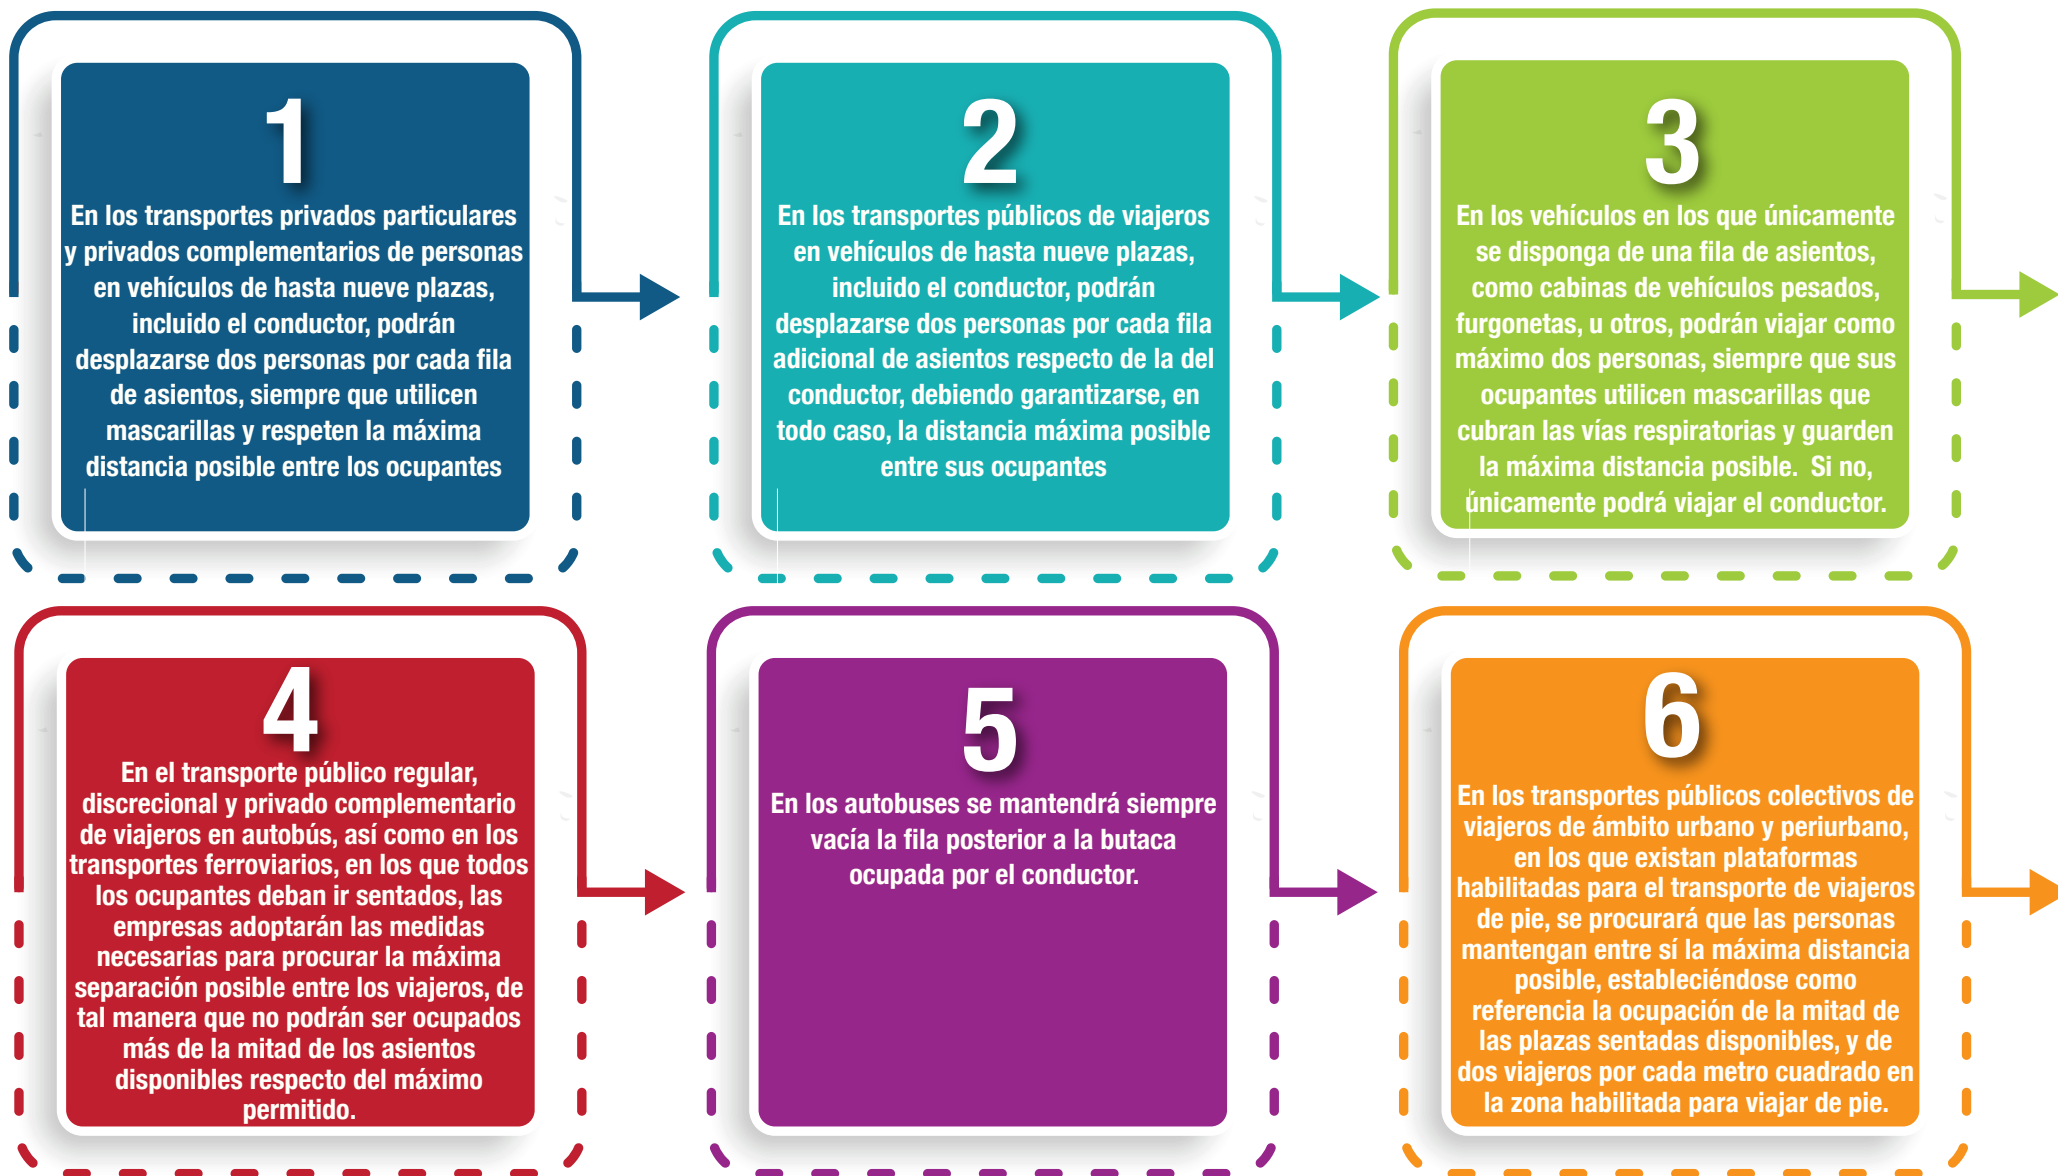 1
En los transportes privados particulares
y privados complementarios de personas
en vehículos de hasta nueve plazas,
incluido el conductor, podrán
desplazarse dos personas por cada fila
de asientos, siempre que utilicen
mascarillas y respeten la máxima
distancia posible entre los ocupantes
2
En los transportes públicos de viajeros
en vehículos de hasta nueve plazas,
incluido el conductor, podrán
desplazarse dos personas por cada fila
adicional de asientos respecto de la del
conductor, debiendo garantizarse, en
todo caso, la distancia máxima posible
entre sus ocupantes
3
En los vehículos en los que únicamente
se disponga de una fila de asientos,
como cabinas de vehículos pesados,
furgonetas, u otros, podrán viajar como
máximo dos personas, siempre que sus
ocupantes utilicen mascarillas que
cubran las vías respiratorias y guarden
la máxima distancia posible.  Si no,
únicamente podrá viajar el conductor.
4
En el transporte público regular,
discrecional y privado complementario
de viajeros en autobús, así como en los
transportes ferroviarios, en los que todos
los ocupantes deban ir sentados, las
empresas adoptarán las medidas
necesarias para procurar la máxima
separación posible entre los viajeros, de
tal manera que no podrán ser ocupados
más de la mitad de los asientos
disponibles respecto del máximo
permitido.
5
En los autobuses se mantendrá siempre
vacía la fila posterior a la butaca
ocupada por el conductor.
6
En los transportes públicos colectivos de
viajeros de ámbito urbano y periurbano,
en los que existan plataformas
habilitadas para el transporte de viajeros
de pie, se procurará que las personas
mantengan entre sí la máxima distancia
posible, estableciéndose como
referencia la ocupación de la mitad de
las plazas sentadas disponibles, y de
dos viajeros por cada metro cuadrado en
la zona habilitada para viajar de pie.